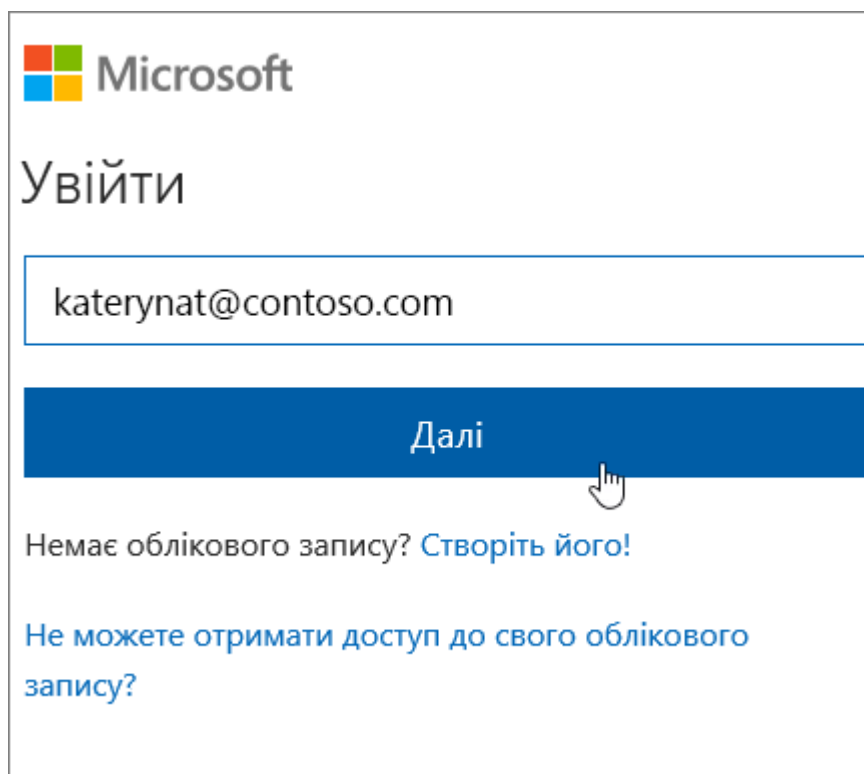 Microsoft
Увійти
katerynat@contoso.com
Далі
Немає облікового запису? Створіть його!
Не можете отримати доступ до свого облікового
запису?